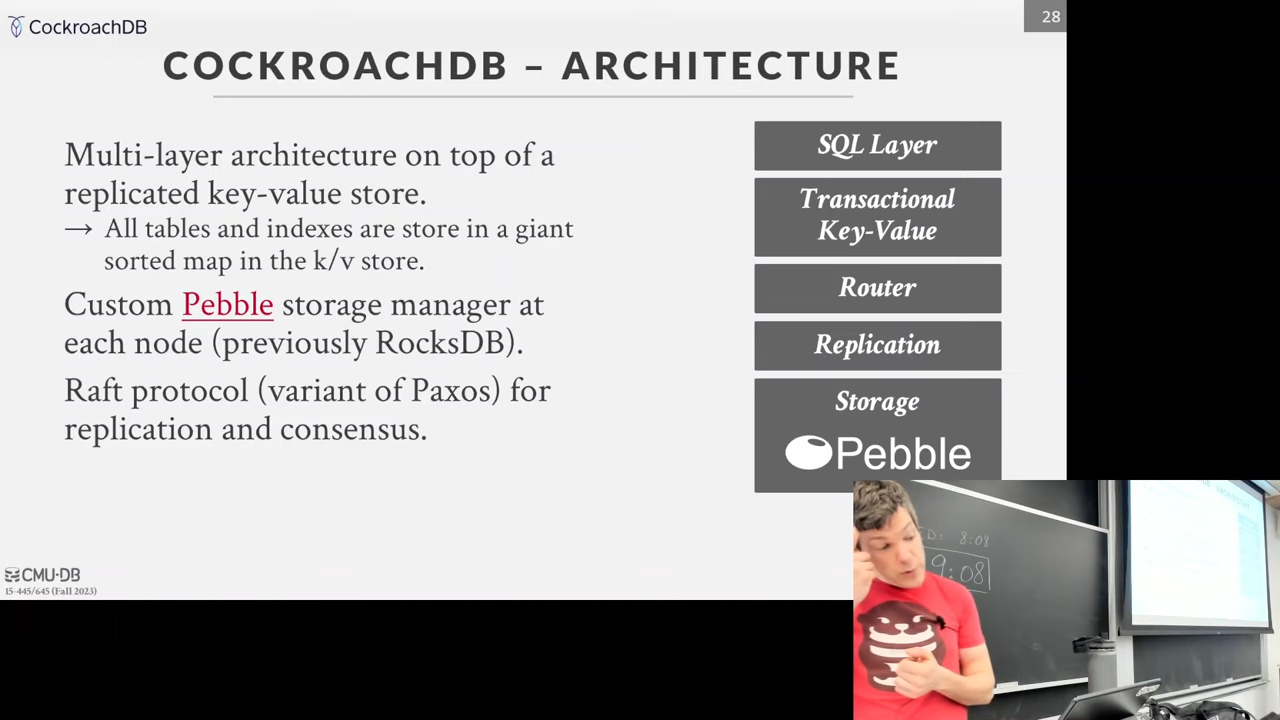 CockroachDB
28
COCKROACHDB – ARCHITECTURE
Multi-layer architecture on top of a
replicated key-value store.
→ All tables and indexes are store in a giant
sorted map in the k/v store.
Custom Pebble storage manager at
each node (previously RocksDB).
Raft protocol (variant of Paxos) for
replication and consensus.
SQL Layer
Transactional
Key-Value
Router
Replication
Storage
Pebble
8:08
9:08
CMU·DB
15-445/645 (Fall 2023)